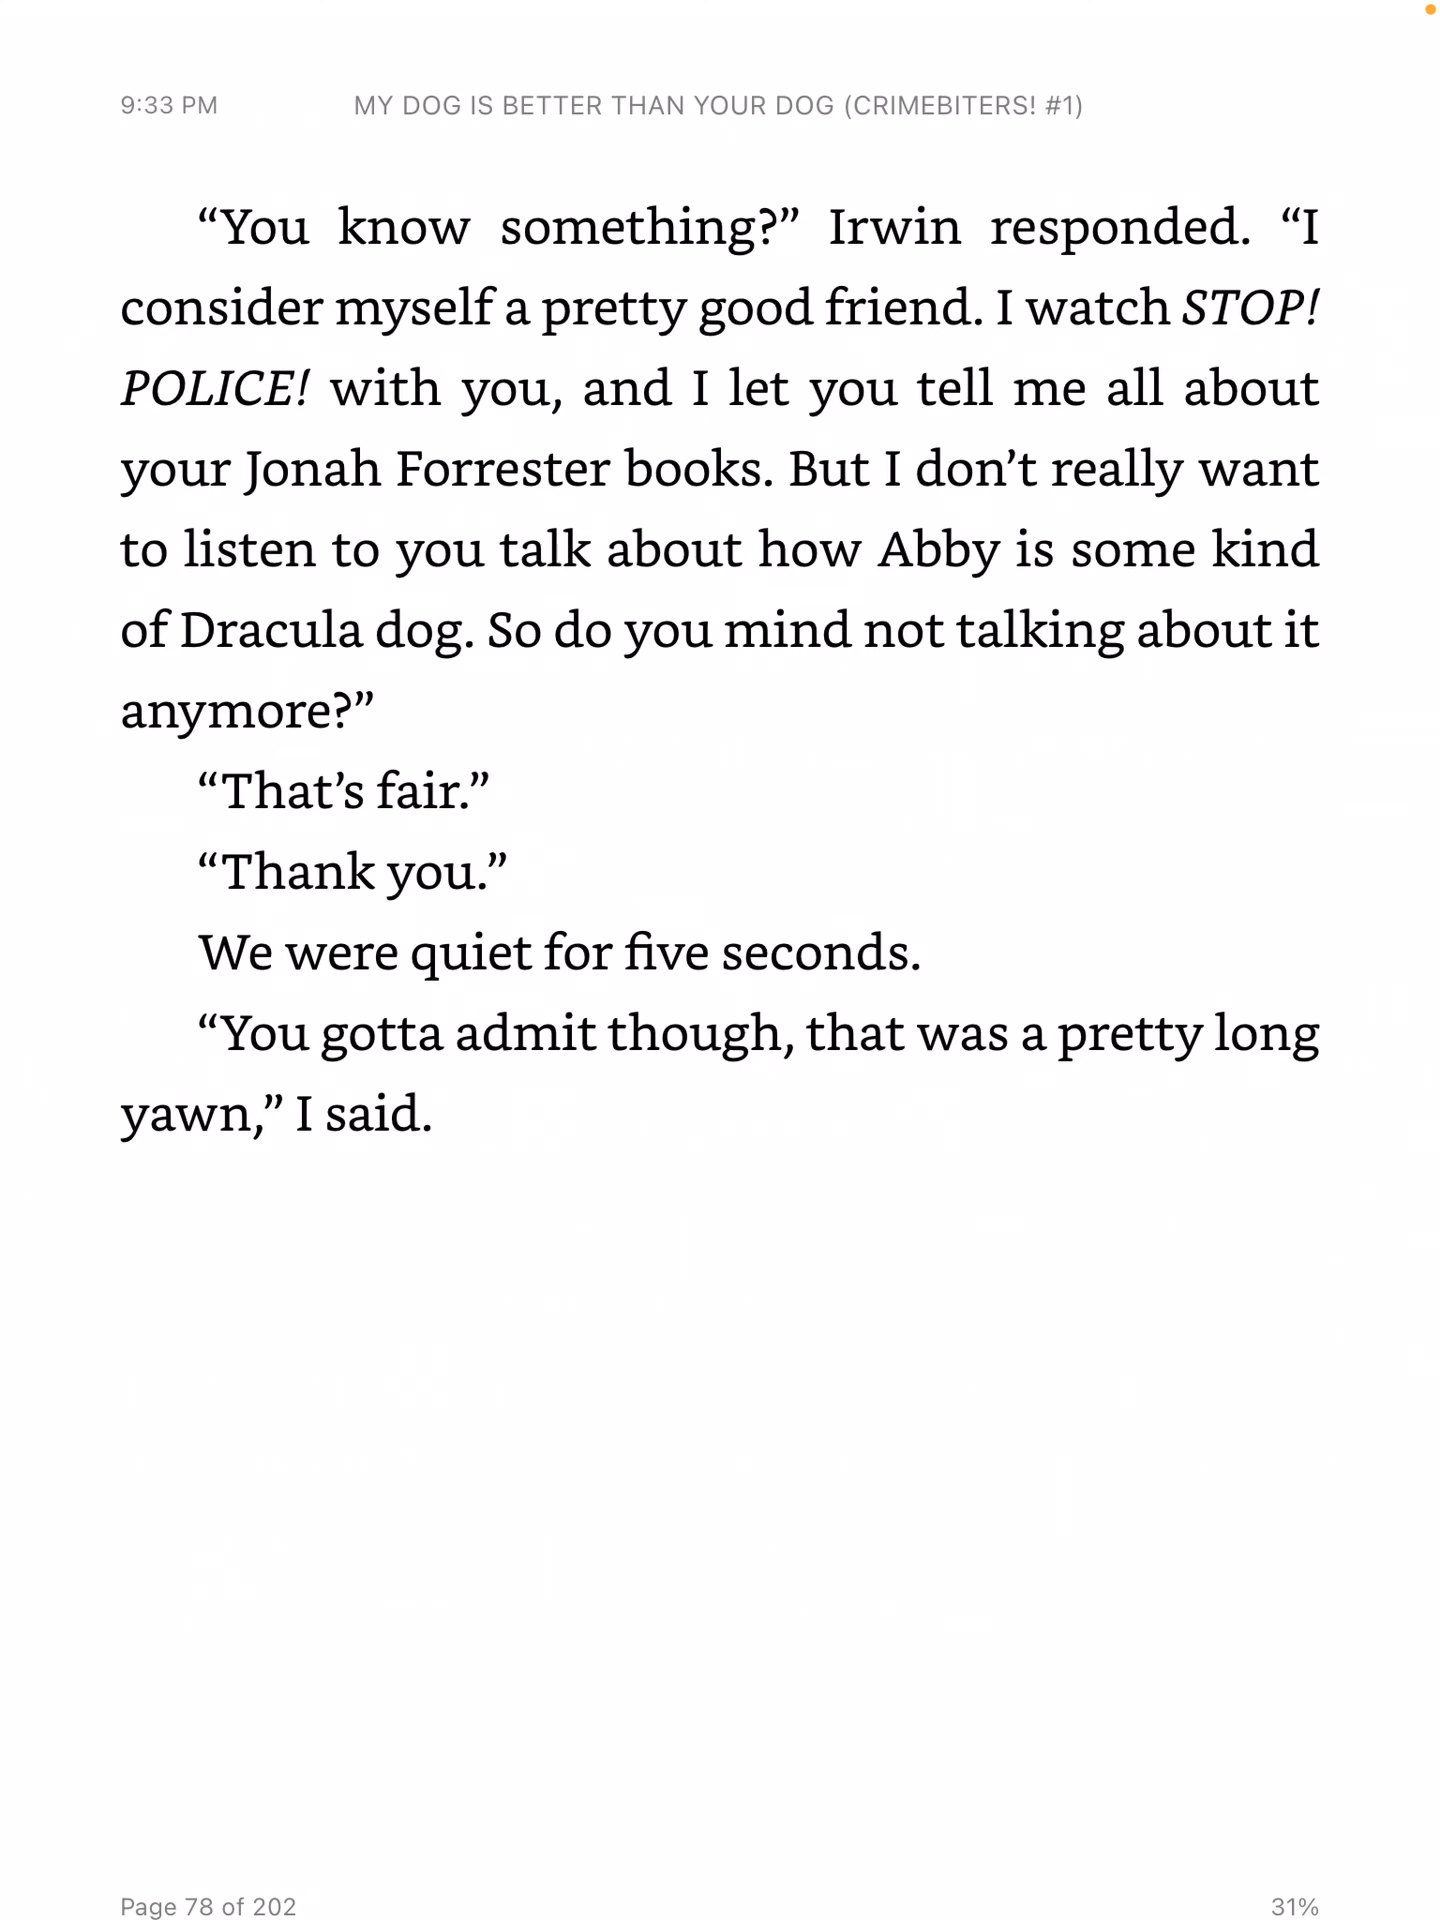 9:33 PM MY DOG IS BETTER THAN YOUR DOG (CRIMEBITERS! #1)
“You know something?” Irwin responded. “I
consider myself a pretty good friend. I watch STOP!
POLICE! with you, and I let you tell me all about
your Jonah Forrester books. But I don’t really want
to listen to you talk about how Abby is some kind
of Dracula dog. So do you mind not talking about it
anymore?”
“That’s fair.”
“Thank you.”
We were quiet for five seconds.
“You gotta admit though, that was a pretty long
yawn,” I said.
Page 78 of 202 31%